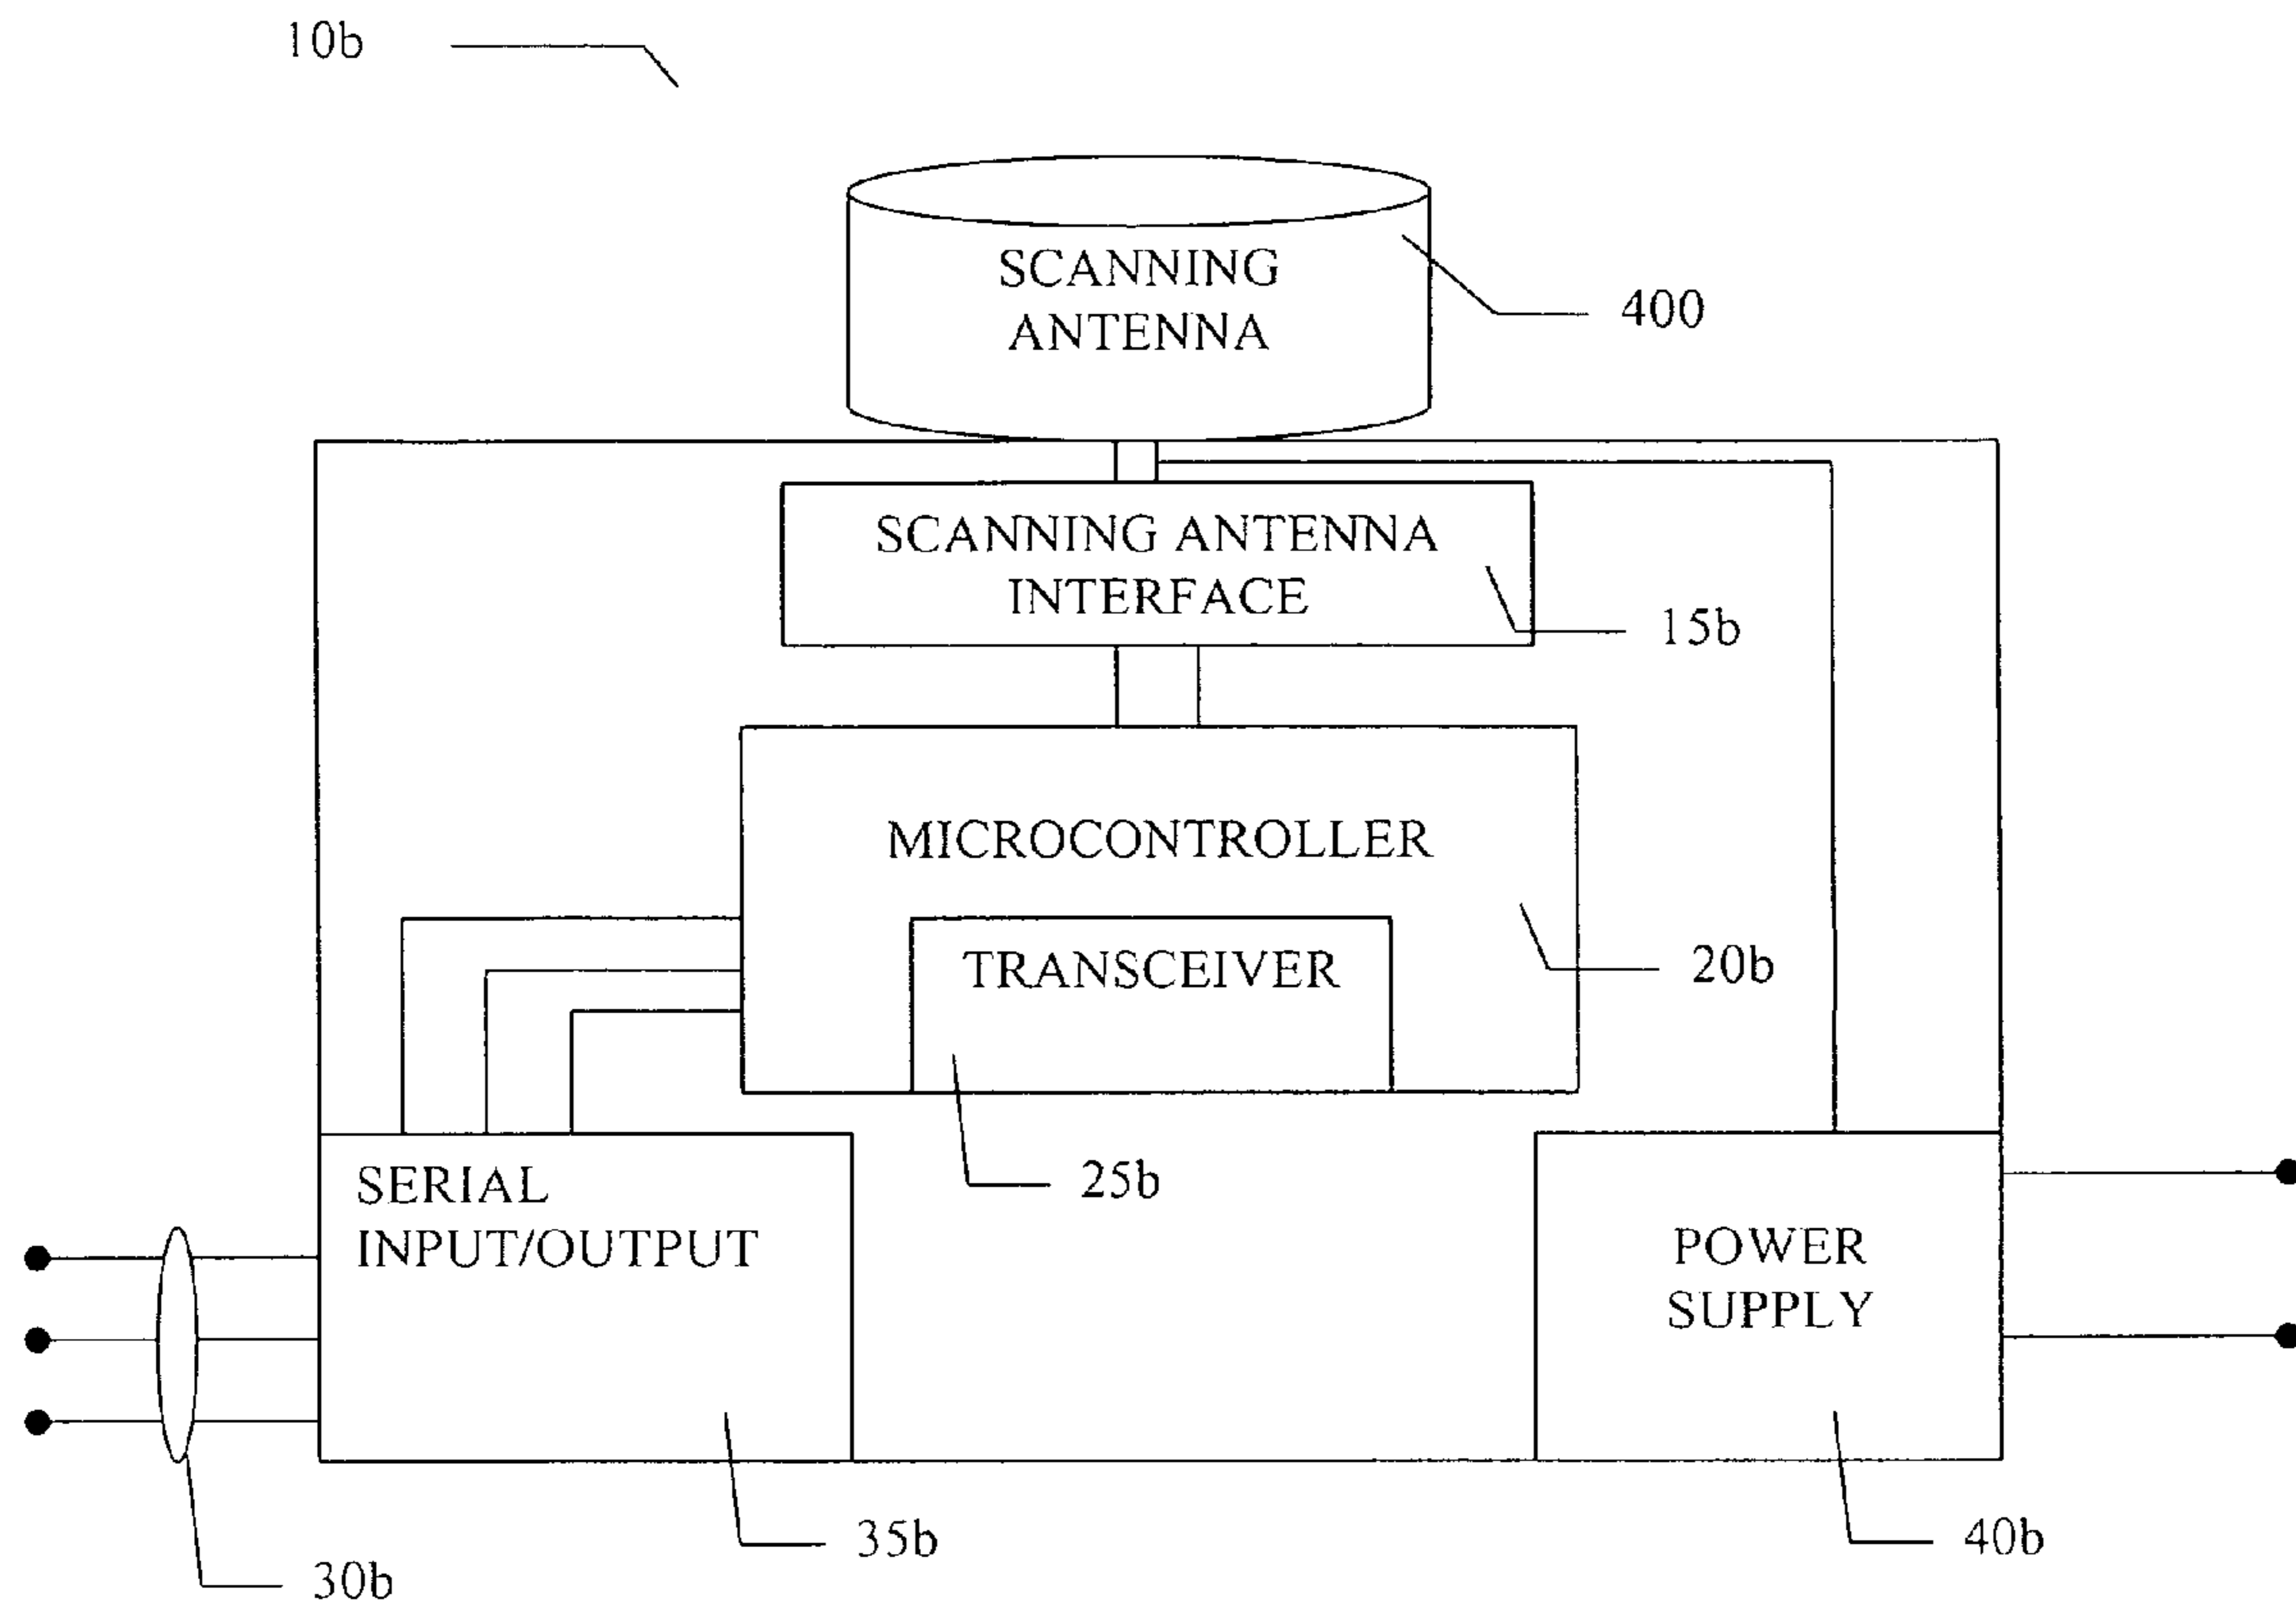 10b
SCANNING
ANTENNA
400
SCANNING ANTENNA
INTERFACE
15b
MICROCONTROLLER
TRANSCEIVER
20b
25b
SERIAL
INPUT/OUTPUT
POWER
SUPPLY
35b
40b
30b